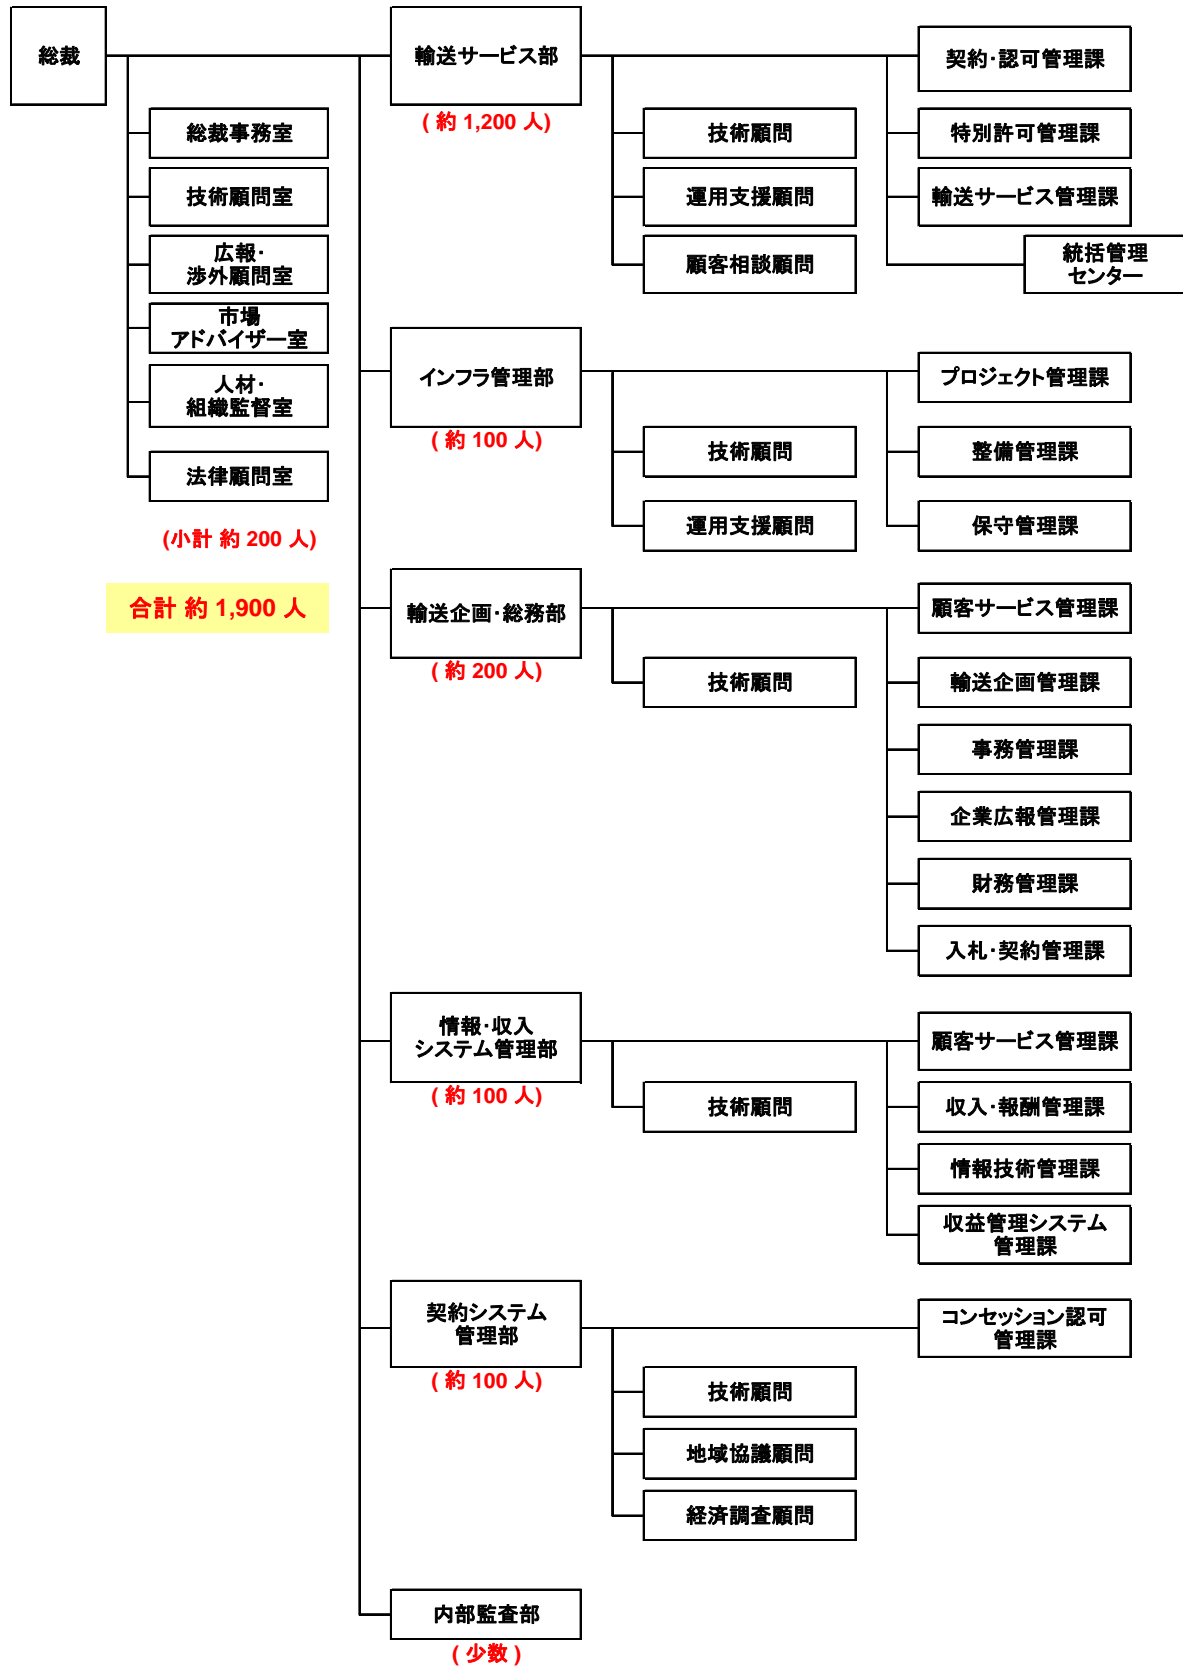 総裁
総裁事務室
技術顧問室
広報・
渉外顧問室
市場
アドバイザー室
人材・
組織監督室
法律顧問室
(小計 約 200 人)
合計 約 1,900 人
輸送サービス部
( 約 1,200 人)
技術顧問
運用支援顧問
顧客相談顧問
契約・認可管理課
特別許可管理課
輸送サービス管理課
統括管理
センター
インフラ管理部
( 約 100 人)
技術顧問
運用支援顧問
プロジェクト管理課
整備管理課
保守管理課
輸送企画・総務部
( 約 200 人)
技術顧問
顧客サービス管理課
輸送企画管理課
事務管理課
企業広報管理課
財務管理課
入札・契約管理課
情報・収入
システム管理部
( 約 100 人)
技術顧問
顧客サービス管理課
収入・報酬管理課
情報技術管理課
収益管理システム
管理課
契約システム
管理部
( 約 100 人)
技術顧問
地域協議顧問
経済調査顧問
コンセッション認可
管理課
内部監査部
( 少数 )